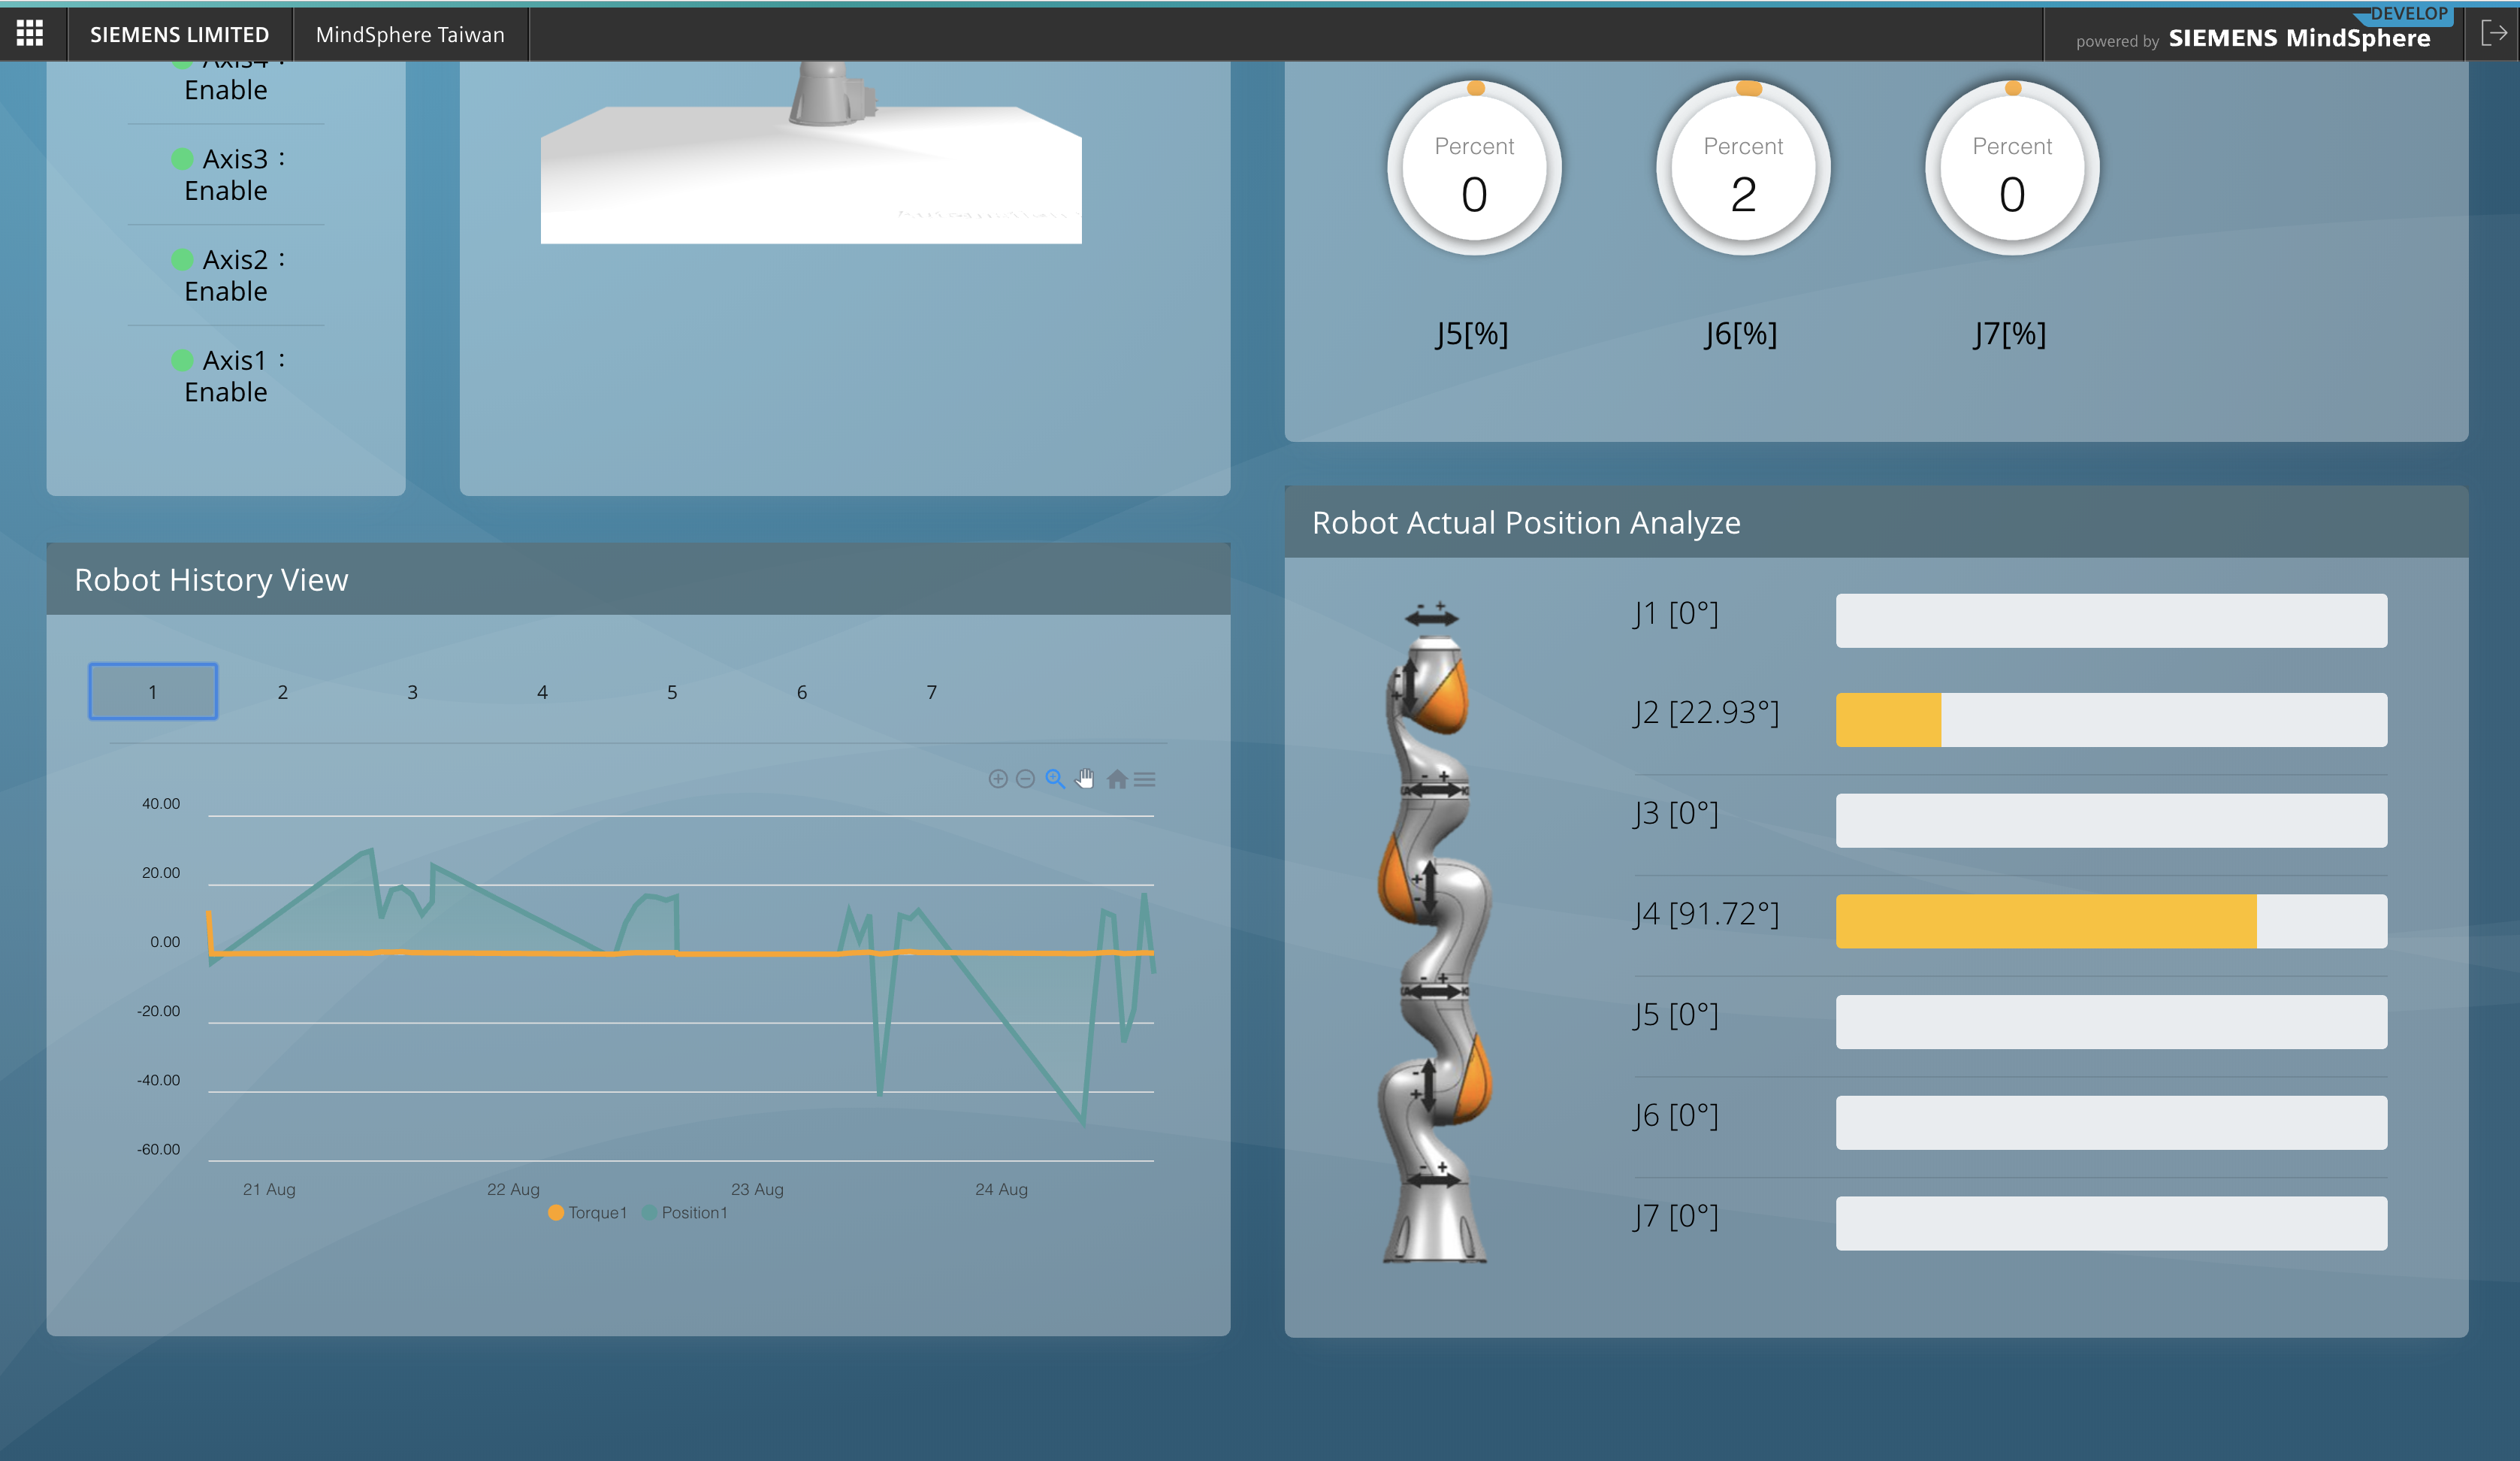 SIEMENS LIMITED
MindSphere Taiwan
DEVELOP
powered by SIEMENS MindSphere
Axis4 :
Enable
Axis3 :
Enable
Axis2 :
Enable
Axis1 :
Enable
Percent
0
J5[%]
Percent
2
J6[%]
Percent
0
J7[%]
Robot History View
1 2 3 4 5 6 7
40.00
20.00
0.00
-20.00
-40.00
-60.00
21 Aug 22 Aug 23 Aug 24 Aug
Torque1 Position1
Robot Actual Position Analyze
- +
-
+
- +
+
-
- +
-
+
- +
J1 [0°]
J2 [22.93°]
J3 [0°]
J4 [91.72°]
J5 [0°]
J6 [0°]
J7 [0°]